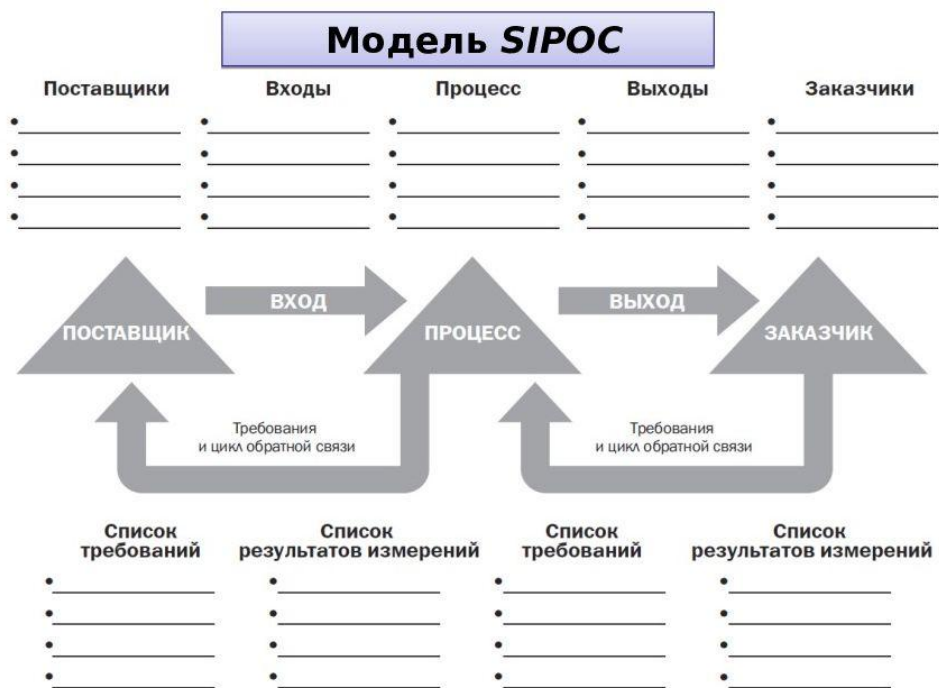 Модель SIPOC
Поставщики Входы Процесс Выходы Заказчики
ПОСТАВЩИК ВХОД ПРОЦЕСС ВЫХОД ЗАКАЗЧИК
Требования
и цикл обратной связи
Требования
и цикл обратной связи
Список
требований
Список
результатов измерений
Список
требований
Список
результатов измерений